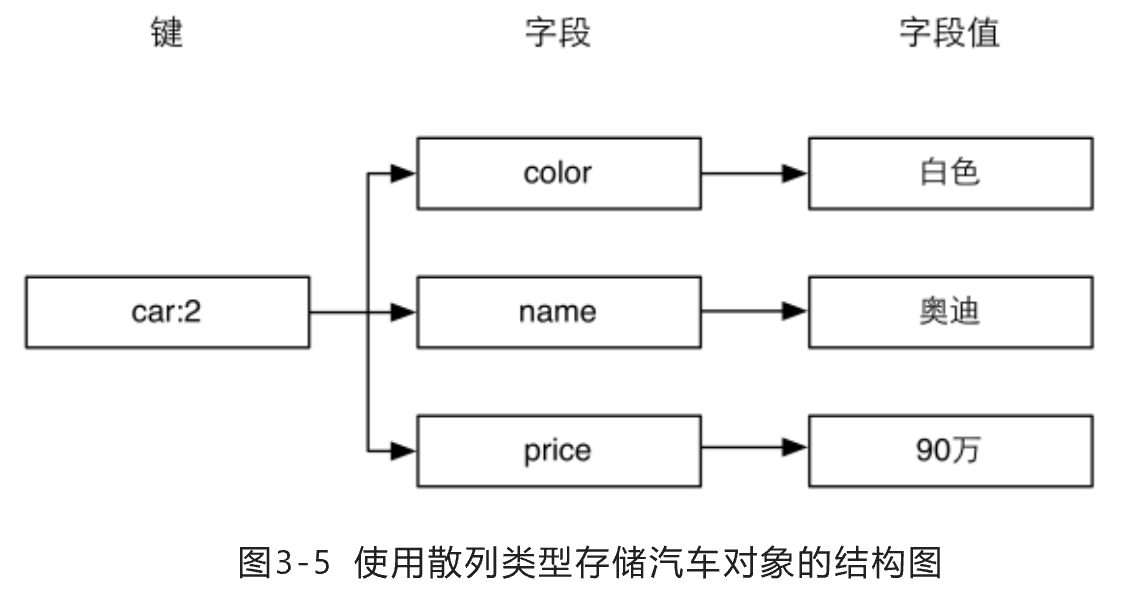 键 字段 字段值
color 白色
car:2 name 奥迪
price 90万
图3-5 使用散列类型存储汽车对象的结构图